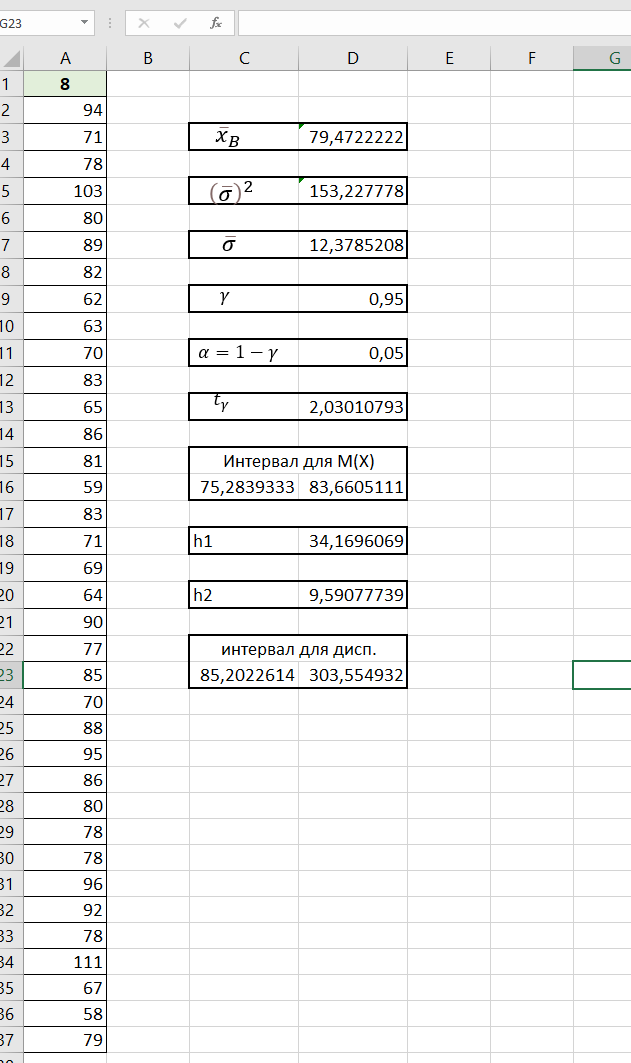 G23 fx
A B C D E F G
1 8
2 94
3 71 x̄_B 79,4722222
4 78
5 103 (σ̄)² 153,227778
6 80
7 89 σ̄ 12,3785208
8 82
9 62 γ 0,95
10 63
11 70 α = 1 − γ 0,05
12 83
13 65 t_γ 2,03010793
14 86
15 81 Интервал для М(Х)
16 59 75,2839333 83,6605111
17 83
18 71 h1 34,1696069
19 69
20 64 h2 9,59077739
21 90
22 77 интервал для дисп.
23 85 85,2022614 303,554932
24 70
25 88
26 95
27 86
28 80
29 78
30 78
31 96
32 92
33 78
34 111
35 67
36 58
37 79